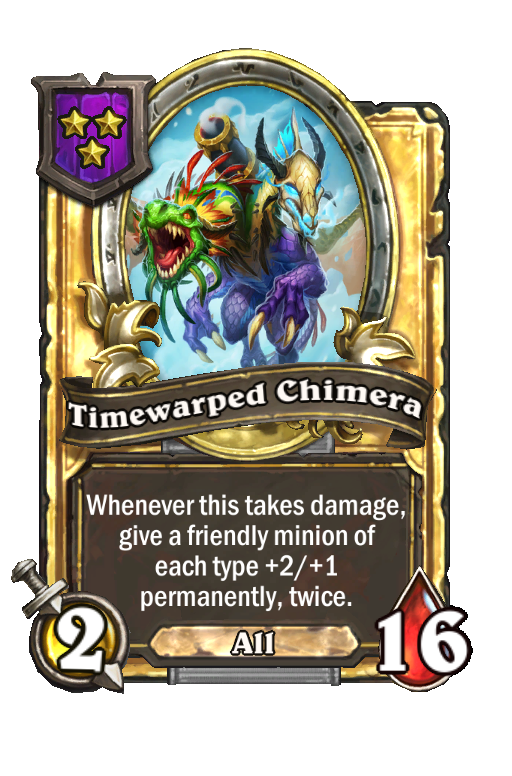 Timewarped Chimera
Whenever this takes damage,
give a friendly minion of
each type +2/+1
permanently, twice.
2
All
16